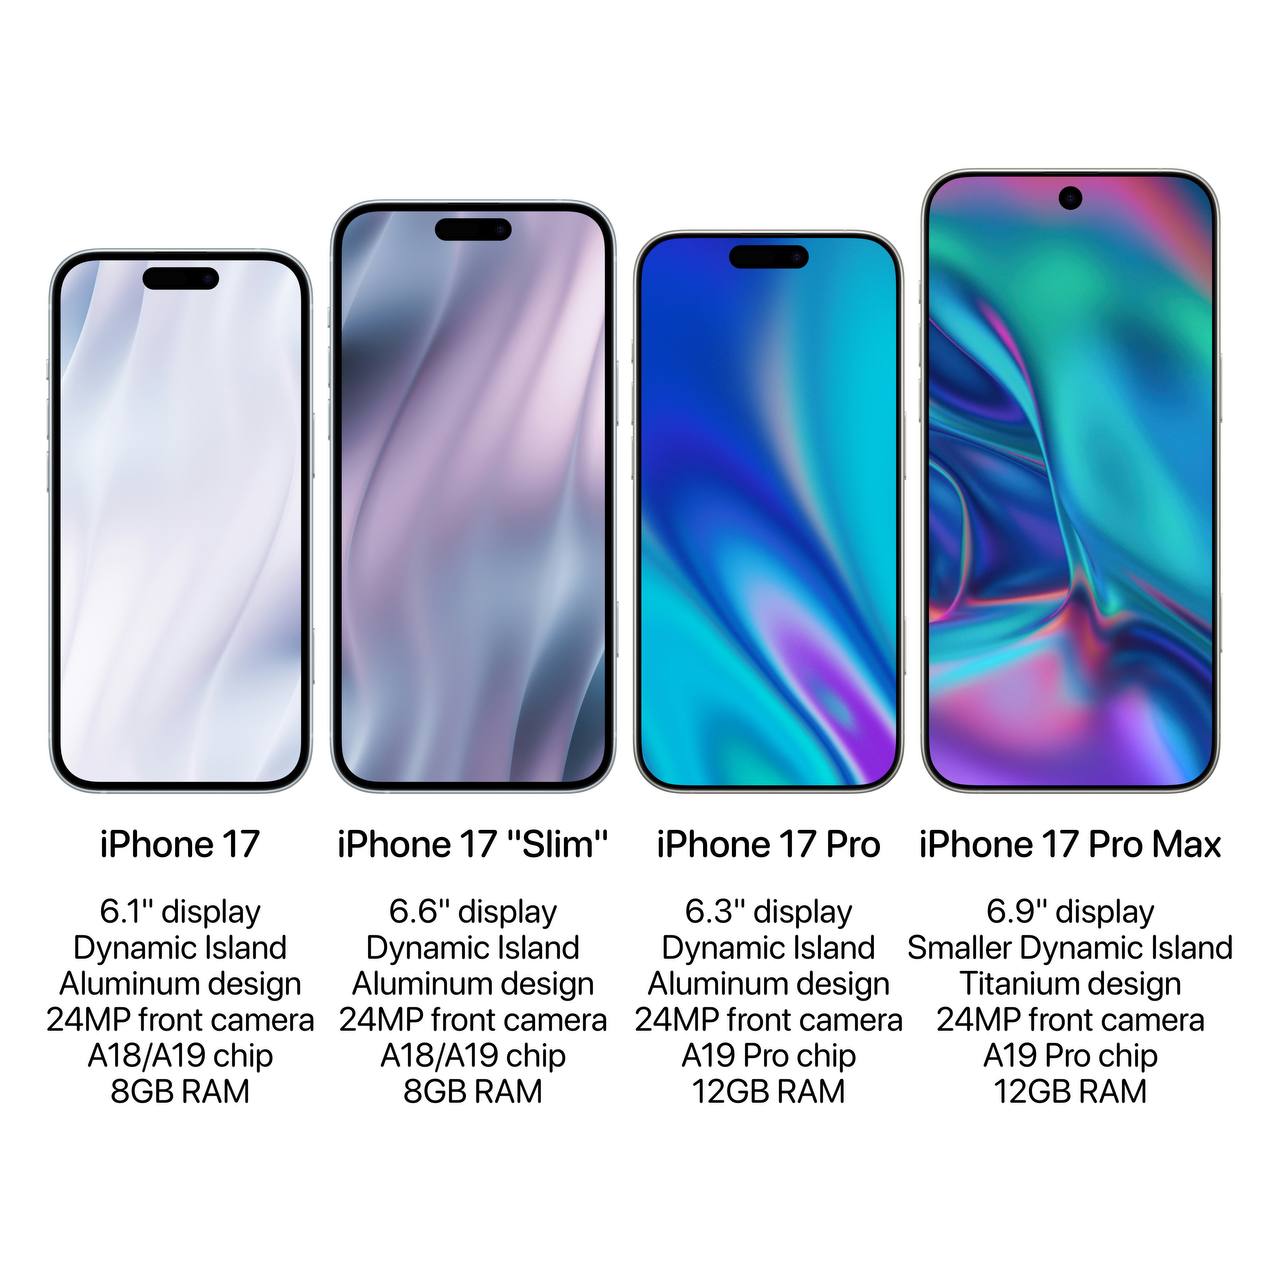 iPhone 17
6.1" display
Dynamic Island
Aluminum design
24MP front camera
A18/A19 chip
8GB RAM
iPhone 17 "Slim"
6.6" display
Dynamic Island
Aluminum design
24MP front camera
A18/A19 chip
8GB RAM
iPhone 17 Pro
6.3" display
Dynamic Island
Aluminum design
24MP front camera
A19 Pro chip
12GB RAM
iPhone 17 Pro Max
6.9" display
Smaller Dynamic Island
Titanium design
24MP front camera
A19 Pro chip
12GB RAM